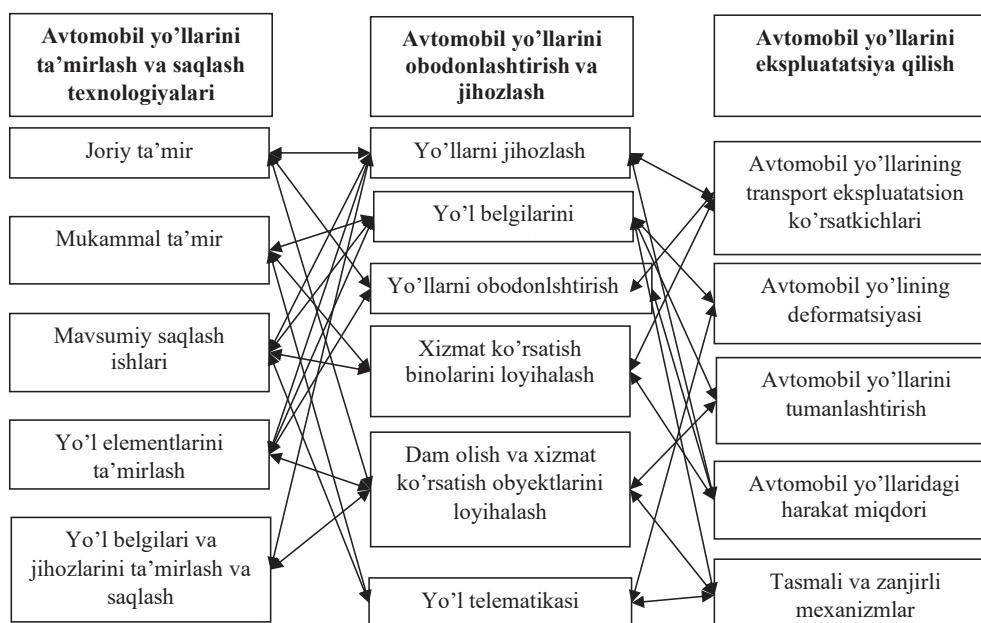 Avtomobil yo'llarini
ta'mirlash va saqlash
texnologiyalari
Joriy ta'mir
Mukammal ta'mir
Mavsumiy saqlash
ishlari
Yo'l elementlarini
ta'mirlash
Yo'l belgilari va
jihozlarini ta'mirlash va
saqlash
Avtomobil yo'llarini
obodonlashtirish va
jihozlash
Yo'llarni jihozlash
Yo'l belgilarini
Yo'llarni obodonlshtirish
Xizmat ko'rsatish
binolarini loyihalash
Dam olish va xizmat
ko'rsatish obyektlarini
loyihalash
Yo'l telematikasi
Avtomobil yo'llarini
ekspluatatsiya qilish
Avtomobil yo'llarining
transport ekspluatatsion
ko'rsatkichlari
Avtomobil yo'lining
deformatsiyasi
Avtomobil yo'llarini
tumanlashtirish
Avtomobil yo'llaridagi
harakat miqdori
Tasmali va zanjirli
mexanizmlar